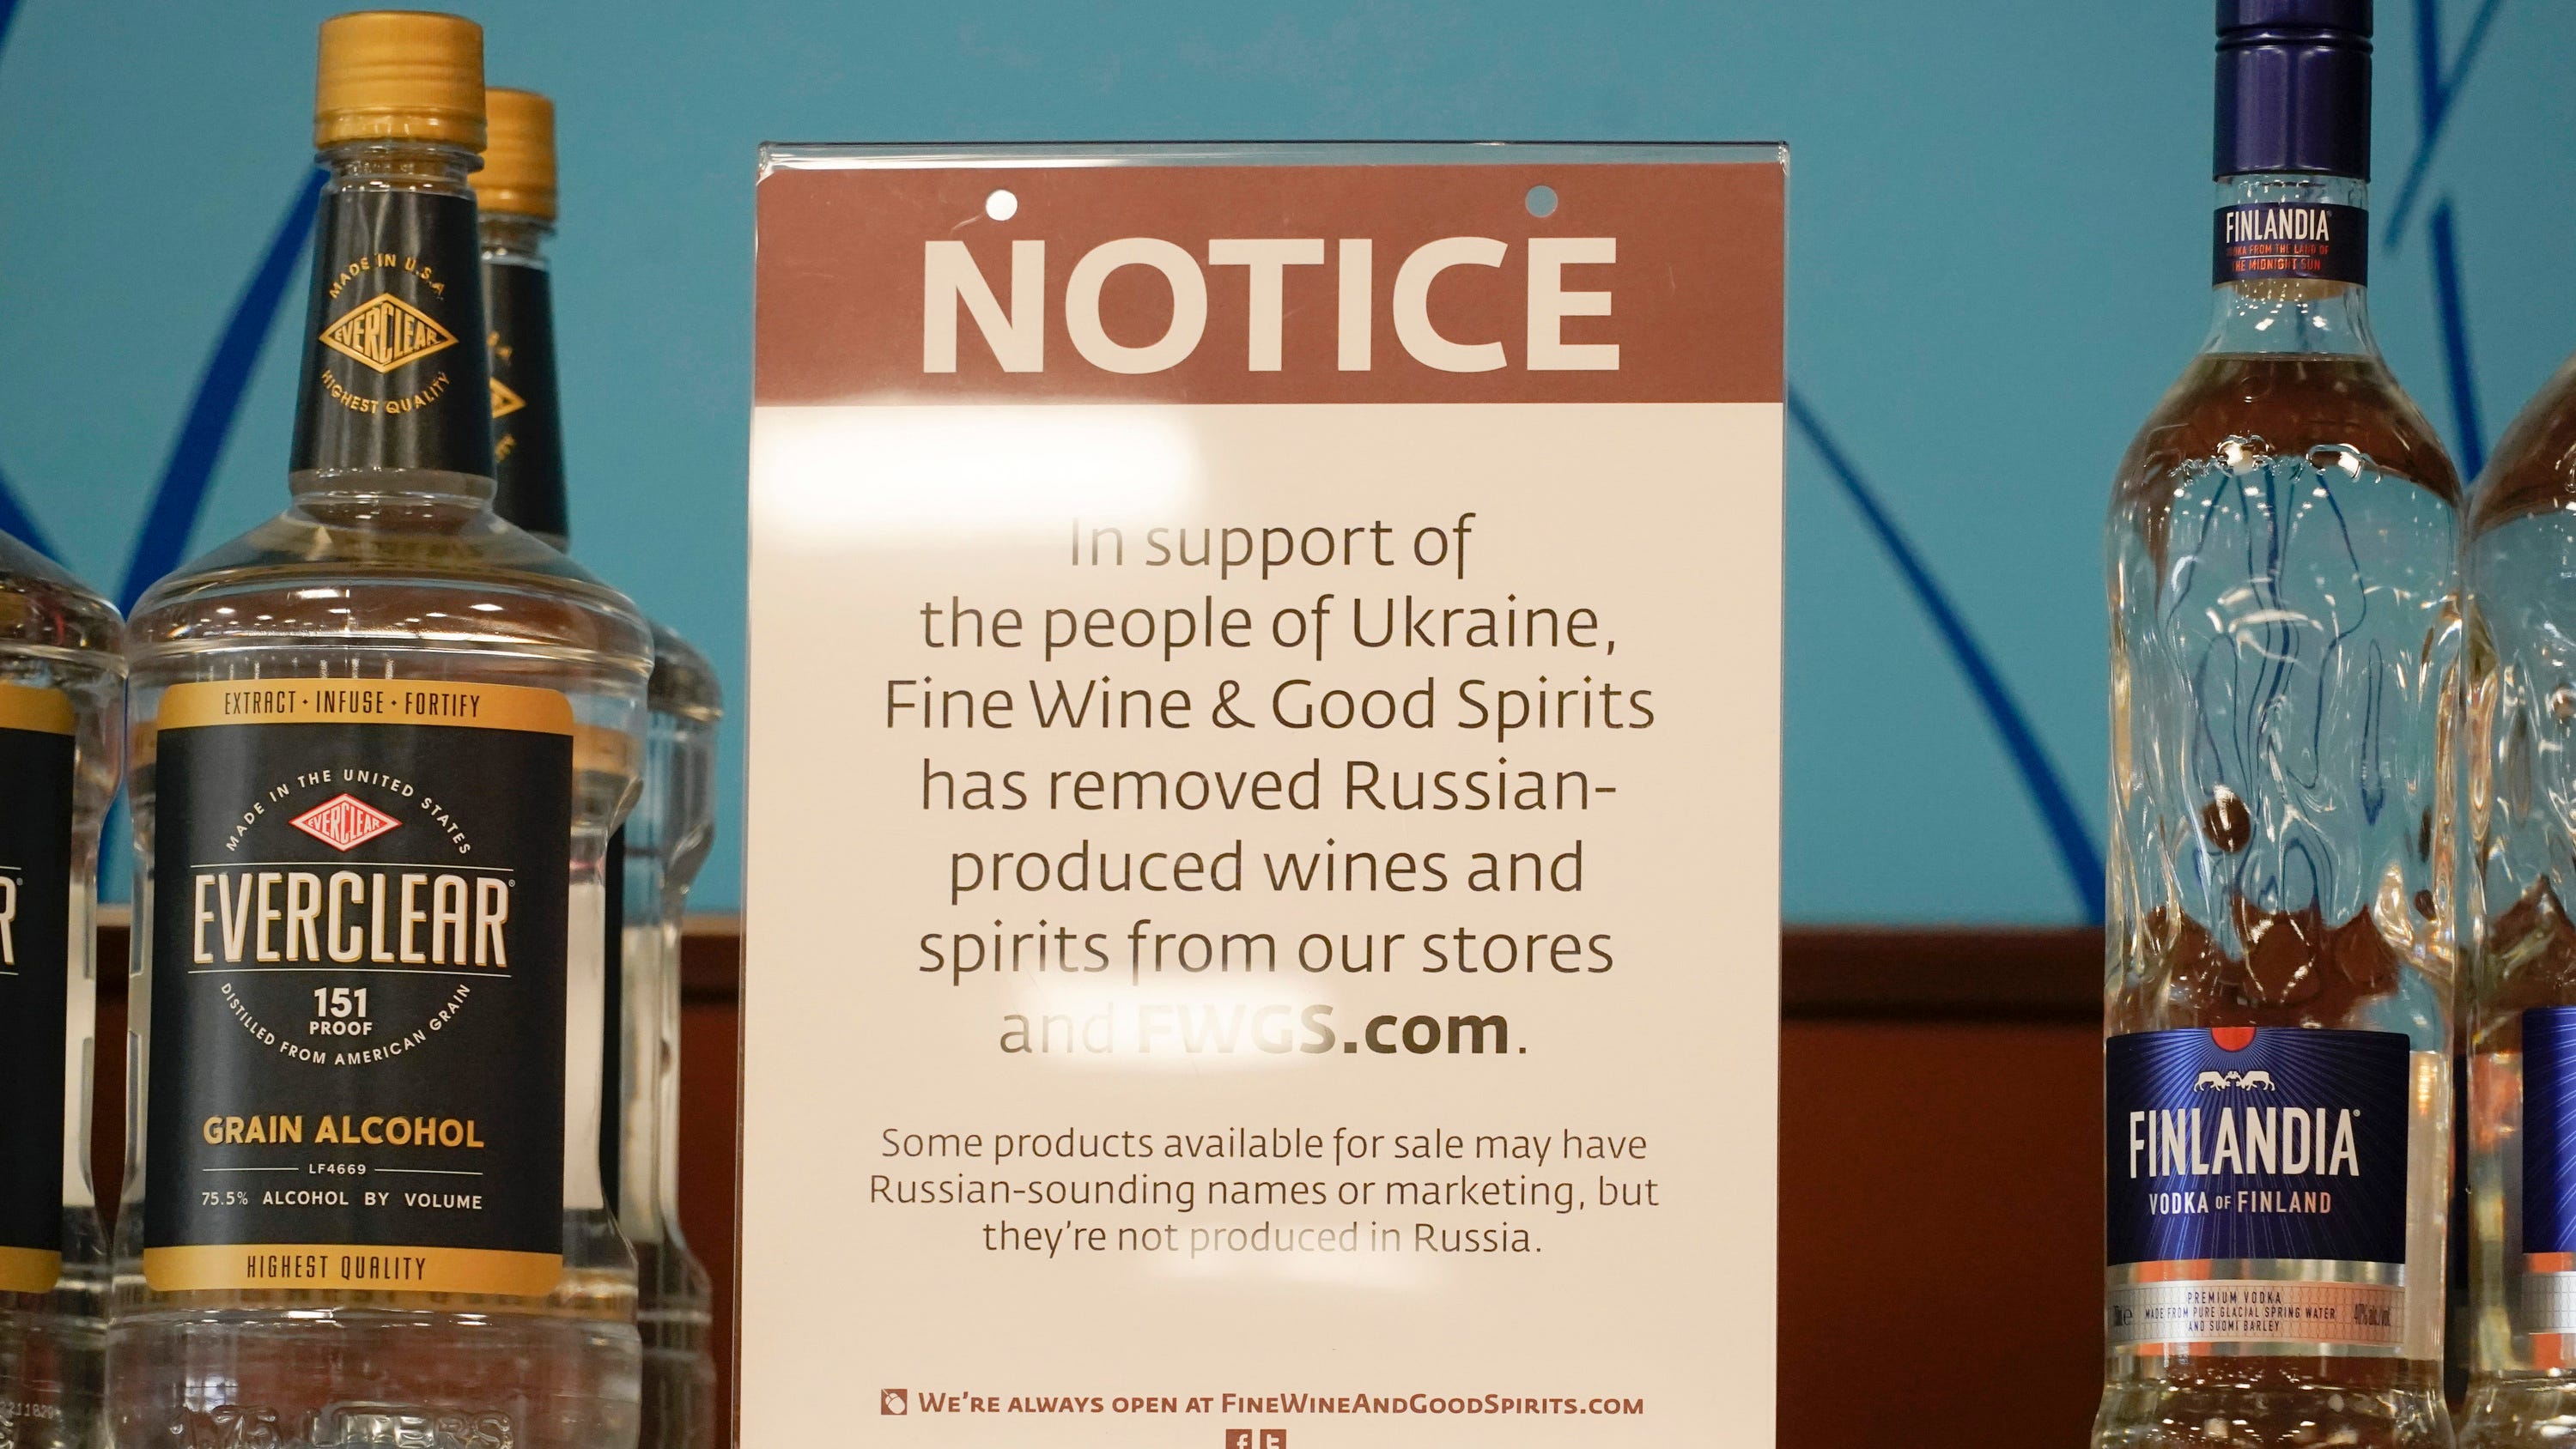 MADE IN U.S.A.
EVERCLEAR
HIGHEST QUALITY
EXTRACT • INFUSE • FORTIFY
MADE IN THE UNITED STATES
EVERCLEAR
EVERCLEAR®
151
PROOF
DISTILLED FROM AMERICAN GRAIN
GRAIN ALCOHOL
LF4669
75.5% ALCOHOL BY VOLUME
HIGHEST QUALITY
1.75 LITERS
R®
NOTICE
In support of
the people of Ukraine,
Fine Wine & Good Spirits
has removed Russian-
produced wines and
spirits from our stores
and FWGS.com.
Some products available for sale may have
Russian-sounding names or marketing, but
they're not produced in Russia.
WE'RE ALWAYS OPEN AT FINEWINEANDGOODSPIRITS.COM
FINLANDIA®
VODKA FROM THE LAND OF
THE MIDNIGHT SUN
FINLANDIA®
VODKA OF FINLAND
PREMIUM VODKA
MADE FROM PURE GLACIAL SPRING WATER
AND SUOMI BARLEY